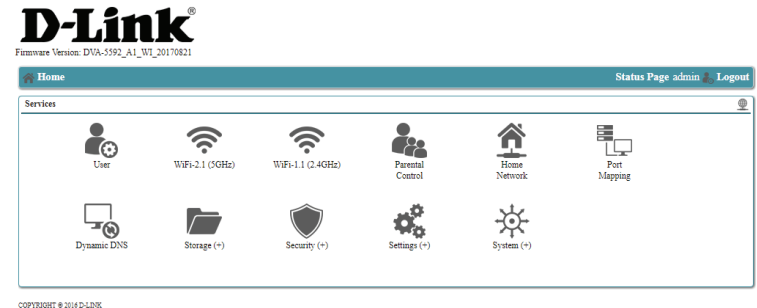 D-Link®
Firmware Version: DVA-5592_A1_WI_20170821
Home Status Page admin Logout
Services
User WiFi-2.1 (5GHz) WiFi-1.1 (2.4GHz) Parental Control Home Network Port Mapping
Dynamic DNS Storage (+) Security (+) Settings (+) System (+)
COPYRIGHT © 2016 D-LINK